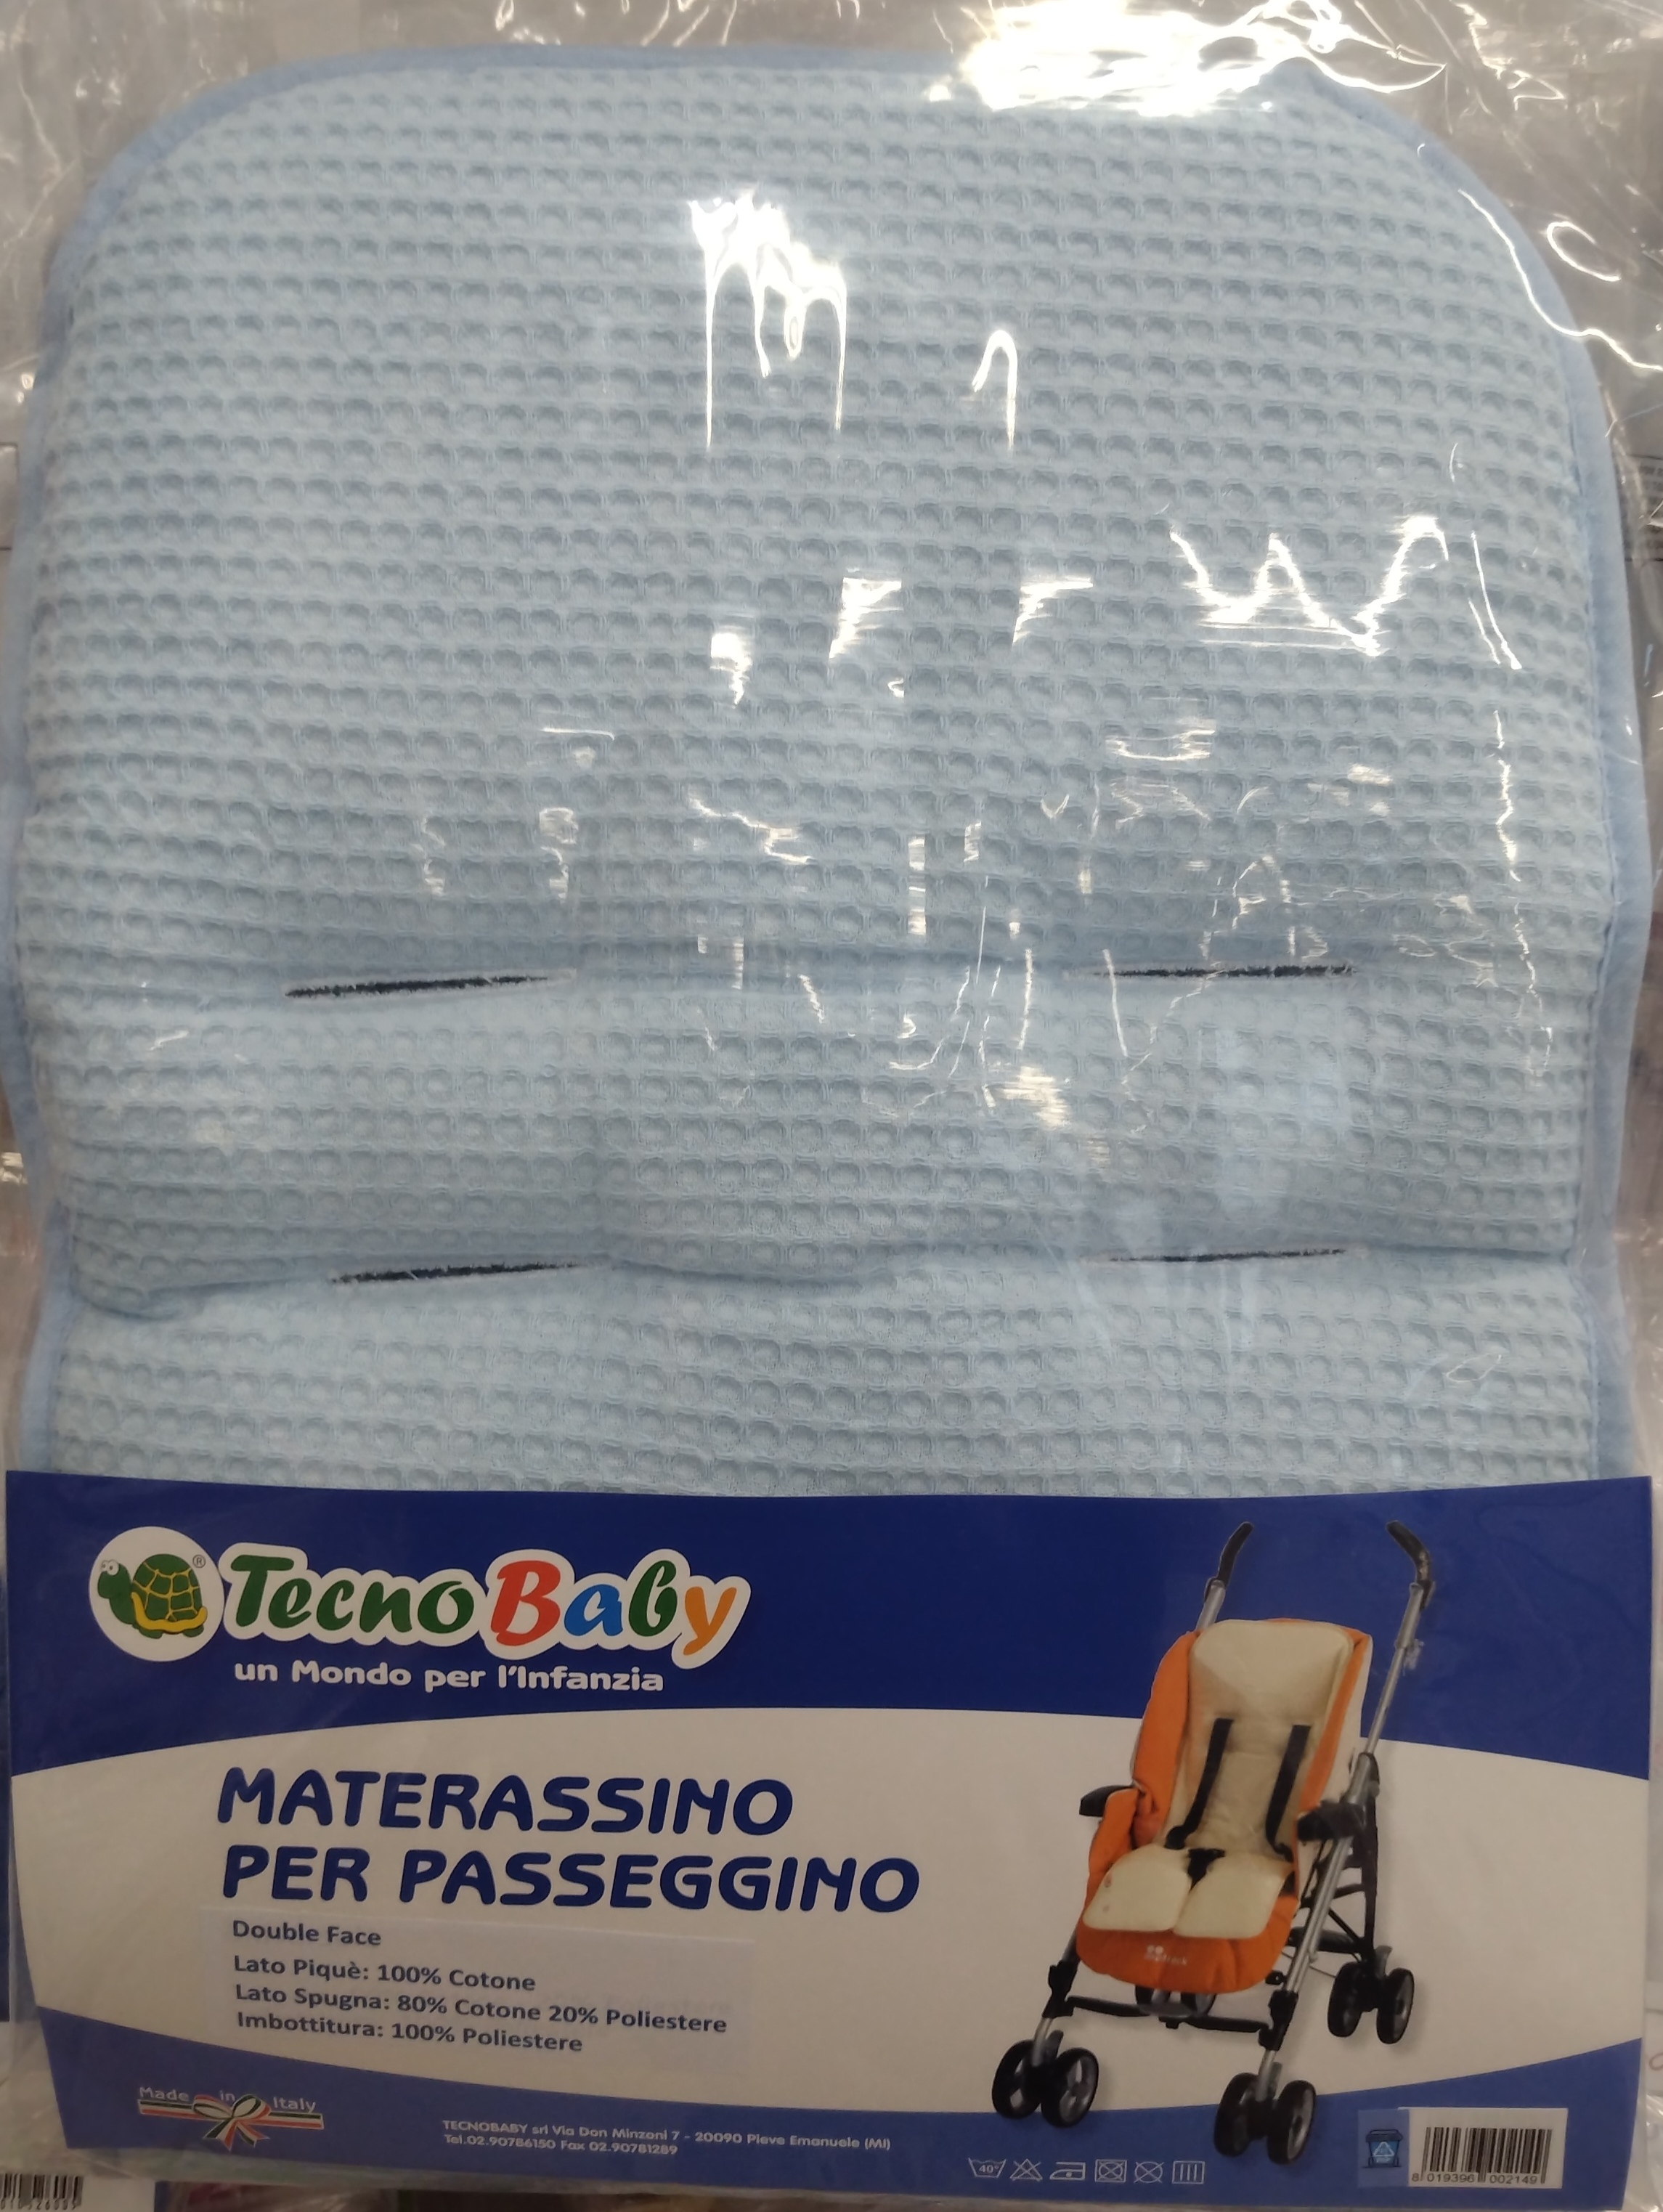 TecnoBaby
®
un Mondo per l'Infanzia
MATERASSINO
PER PASSEGGINO
Double Face
Lato Piquè: 100% Cotone
Lato Spugna: 80% Cotone 20% Poliestere
Imbottitura: 100% Poliestere
Made in Italy
TECNOBABY srl Via Don Minzoni 7 - 20090 Pieve Emanuele (MI)
Tel.02.90786150 Fax 02.90781289
40°
8 019396 002149